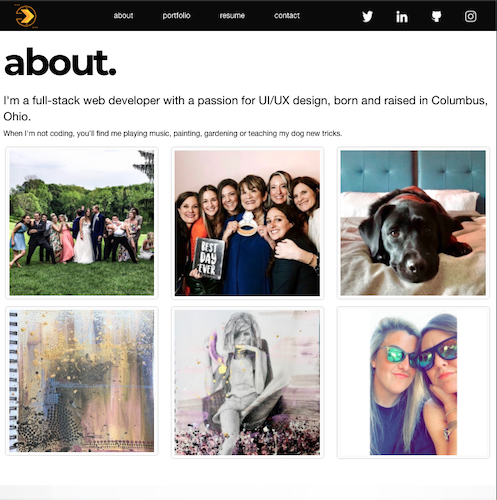 about
portfolio
resume
contact
about.
I'm a full-stack web developer with a passion for UI/UX design, born and raised in Columbus,
Ohio.
When I'm not coding, you'll find me playing music, painting, gardening or teaching my dog new tricks.
BEST
DAY
EVER